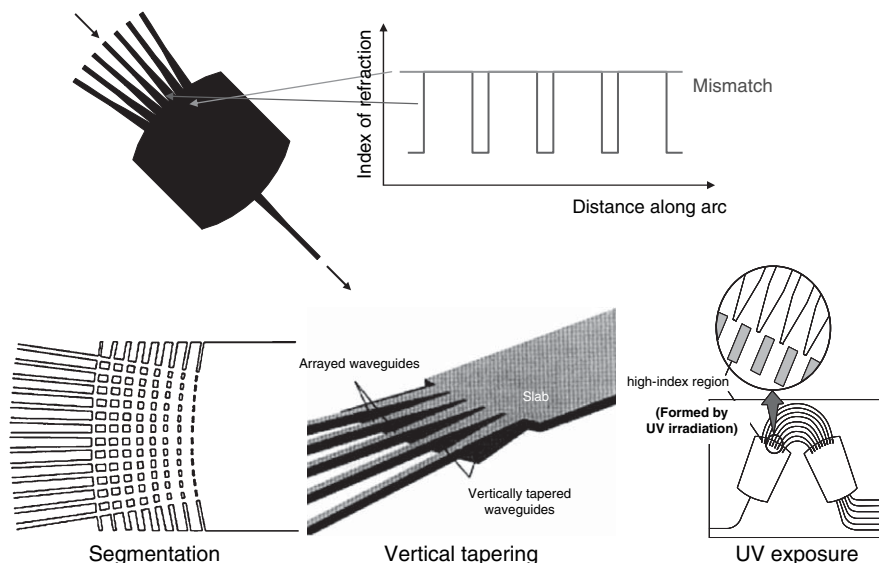 Index of refraction
Mismatch
Distance along arc
Arrayed waveguides
Slab
Vertically tapered
waveguides
high-index region
(Formed by
UV irradiation)
Segmentation
Vertical tapering
UV exposure